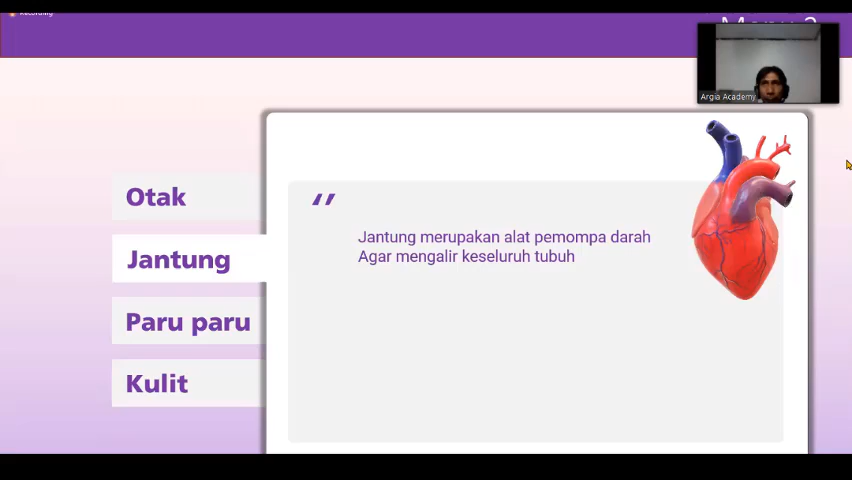 Argia Academy
Otak
Jantung
Paru paru
Kulit
Jantung merupakan alat pemompa darah
Agar mengalir keseluruh tubuh